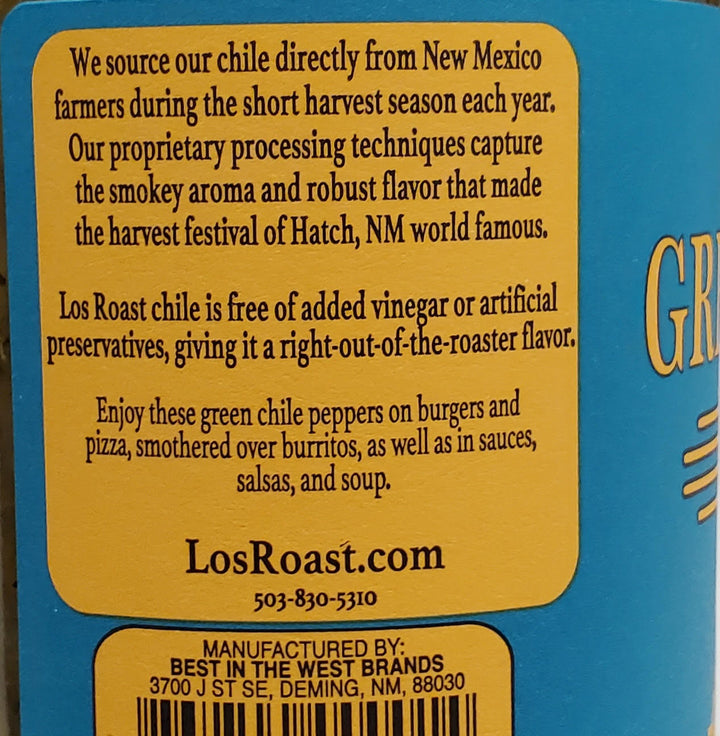 We source our chile directly from New Mexico
farmers during the short harvest season each year.
Our proprietary processing techniques capture
the smokey aroma and robust flavor that made
the harvest festival of Hatch, NM world famous.
Los Roast chile is free of added vinegar or artificial
preservatives, giving it a right-out-of-the-roaster flavor.
Enjoy these green chile peppers on burgers and
pizza, smothered over burritos, as well as in sauces,
salsas, and soup.
LosRoast.com
503-830-5310
MANUFACTURED BY:
BEST IN THE WEST BRANDS
3700 J ST SE, DEMING, NM, 88030